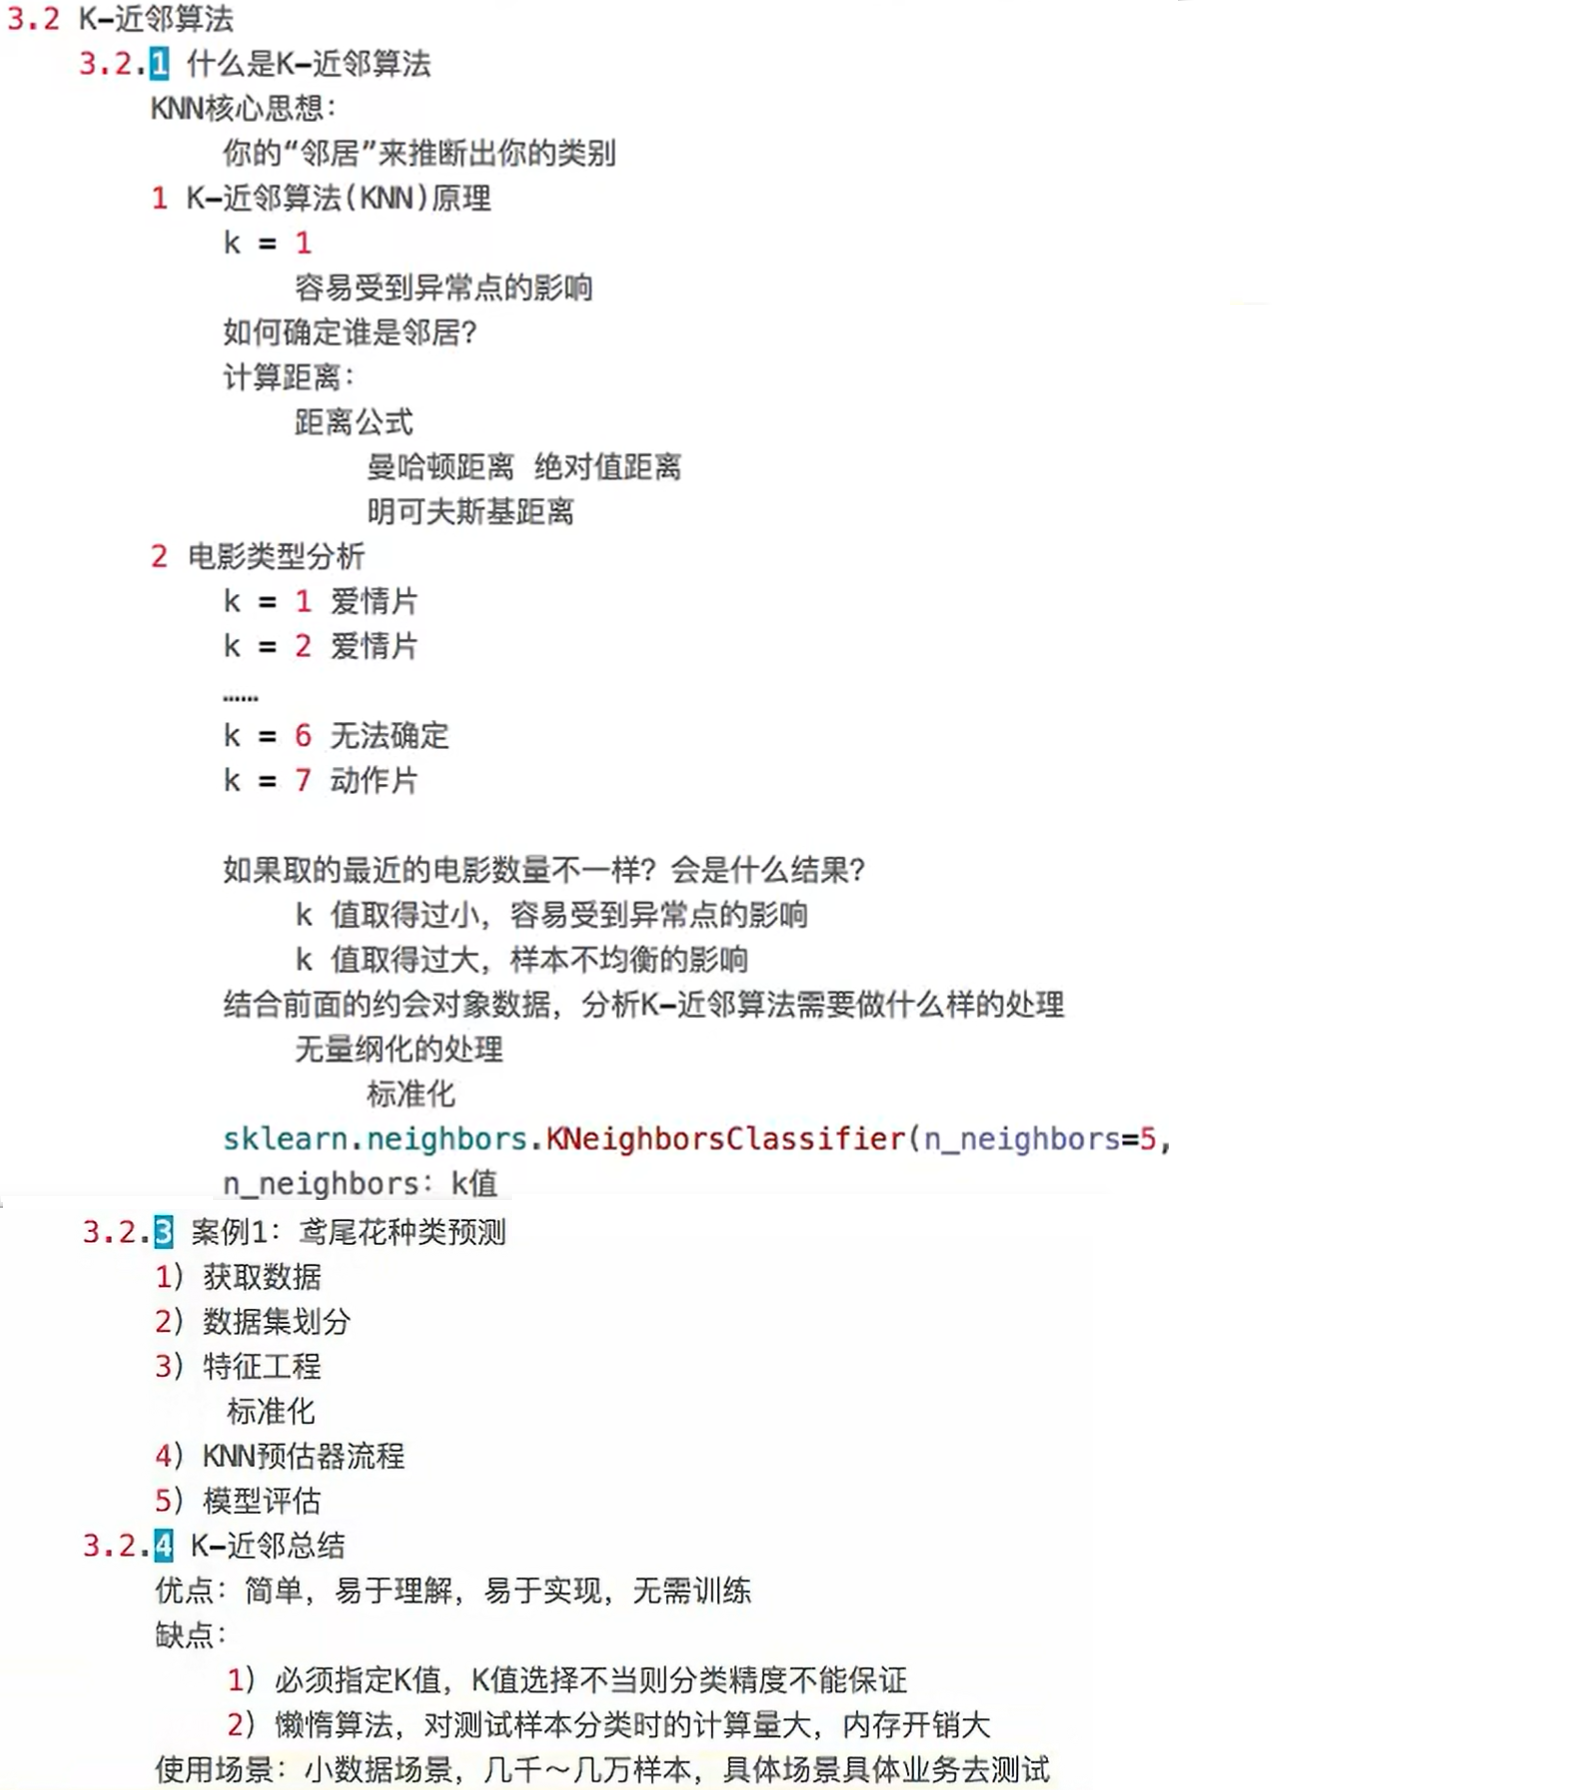 3.2 K-近邻算法
3.2.1 什么是K-近邻算法
KNN核心思想：
你的“邻居”来推断出你的类别
1 K-近邻算法(KNN)原理
k = 1
容易受到异常点的影响
如何确定谁是邻居？
计算距离：
距离公式
曼哈顿距离 绝对值距离
明可夫斯基距离
2 电影类型分析
k = 1 爱情片
k = 2 爱情片
……
k = 6 无法确定
k = 7 动作片
如果取的最近的电影数量不一样？会是什么结果？
k 值取得过小，容易受到异常点的影响
k 值取得过大，样本不均衡的影响
结合前面的约会对象数据，分析K-近邻算法需要做什么样的处理
无量纲化的处理
标准化
sklearn.neighbors.KNeighborsClassifier(n_neighbors=5,
n_neighbors：k值
3.2.3 案例1：鸢尾花种类预测
1）获取数据
2）数据集划分
3）特征工程
标准化
4）KNN预估器流程
5）模型评估
3.2.4 K-近邻总结
优点：简单，易于理解，易于实现，无需训练
缺点：
1）必须指定K值，K值选择不当则分类精度不能保证
2）懒惰算法，对测试样本分类时的计算量大，内存开销大
使用场景：小数据场景，几千～几万样本，具体场景具体业务去测试